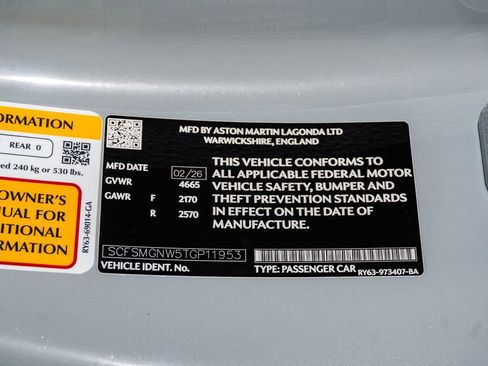 ORMATION
REAR 0
ed 240 kg or 530 lbs.
OWNER'S
NUAL FOR
DITIONAL
ORMATION
RY63-69014-GA
MFD BY ASTON MARTIN LAGONDA LTD
WARWICKSHIRE, ENGLAND
MFD DATE 02/26
GVWR 4665
GAWR F 2170
R 2570
THIS VEHICLE CONFORMS TO
ALL APPLICABLE FEDERAL MOTOR
VEHICLE SAFETY, BUMPER AND
THEFT PREVENTION STANDARDS
IN EFFECT ON THE DATE OF
MANUFACTURE.
SCFSMGNW5TGP11953
VEHICLE IDENT. No.
TYPE: PASSENGER CAR
RY63-973407-BA